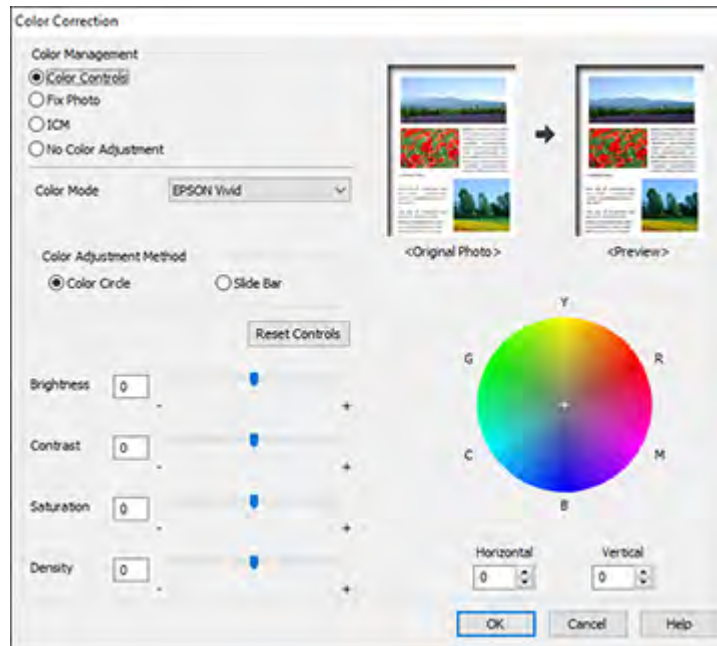 Color Correction
Color Management
Color Controls
Fix Photo
ICM
No Color Adjustment
Color Mode EPSON Vivid
<Original Photo> <Preview>
Color Adjustment Method
Color Circle Slide Bar
Reset Controls
Brightness 0
- +
Contrast 0
- +
Saturation 0
- +
Density 0
- +
Y
G R
C M
B
Horizontal Vertical
0 0
OK Cancel Help